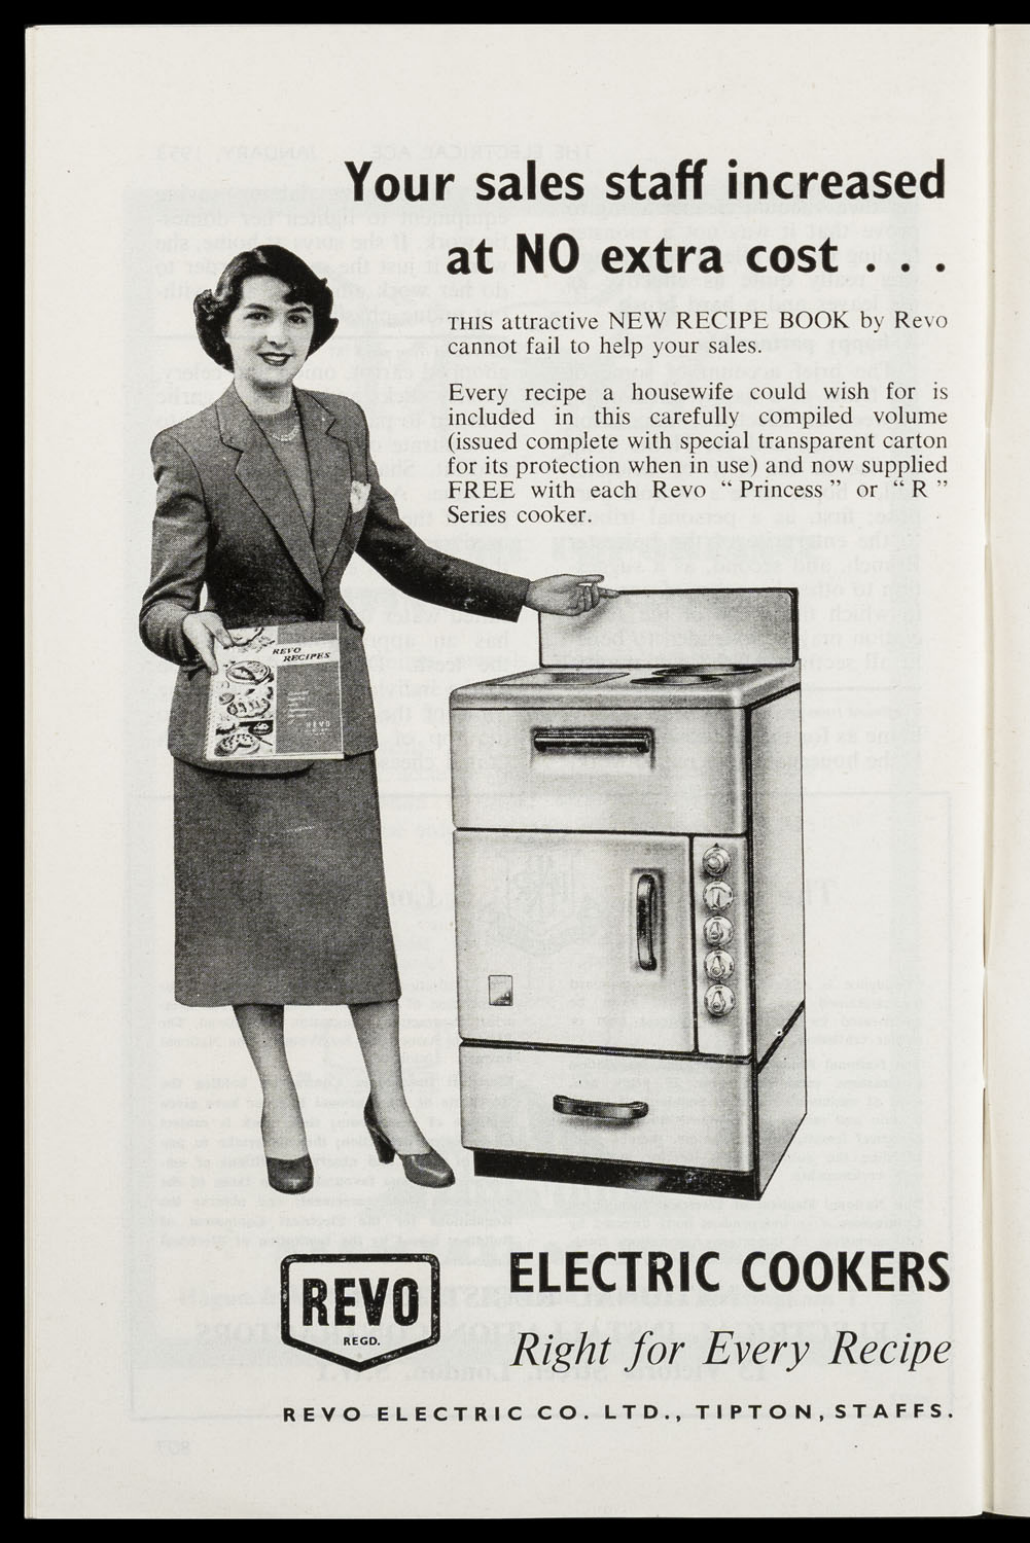 Your sales staff increased
at NO extra cost . . .
THIS attractive NEW RECIPE BOOK by Revo
cannot fail to help your sales.
Every recipe a housewife could wish for is
included in this carefully compiled volume
(issued complete with special transparent carton
for its protection when in use) and now supplied
FREE with each Revo “ Princess ” or “ R ”
Series cooker.
REVO
RECIPES
REVO
REVO
REGD.
ELECTRIC COOKERS
Right for Every Recipe
REVO ELECTRIC CO. LTD., TIPTON, STAFFS.